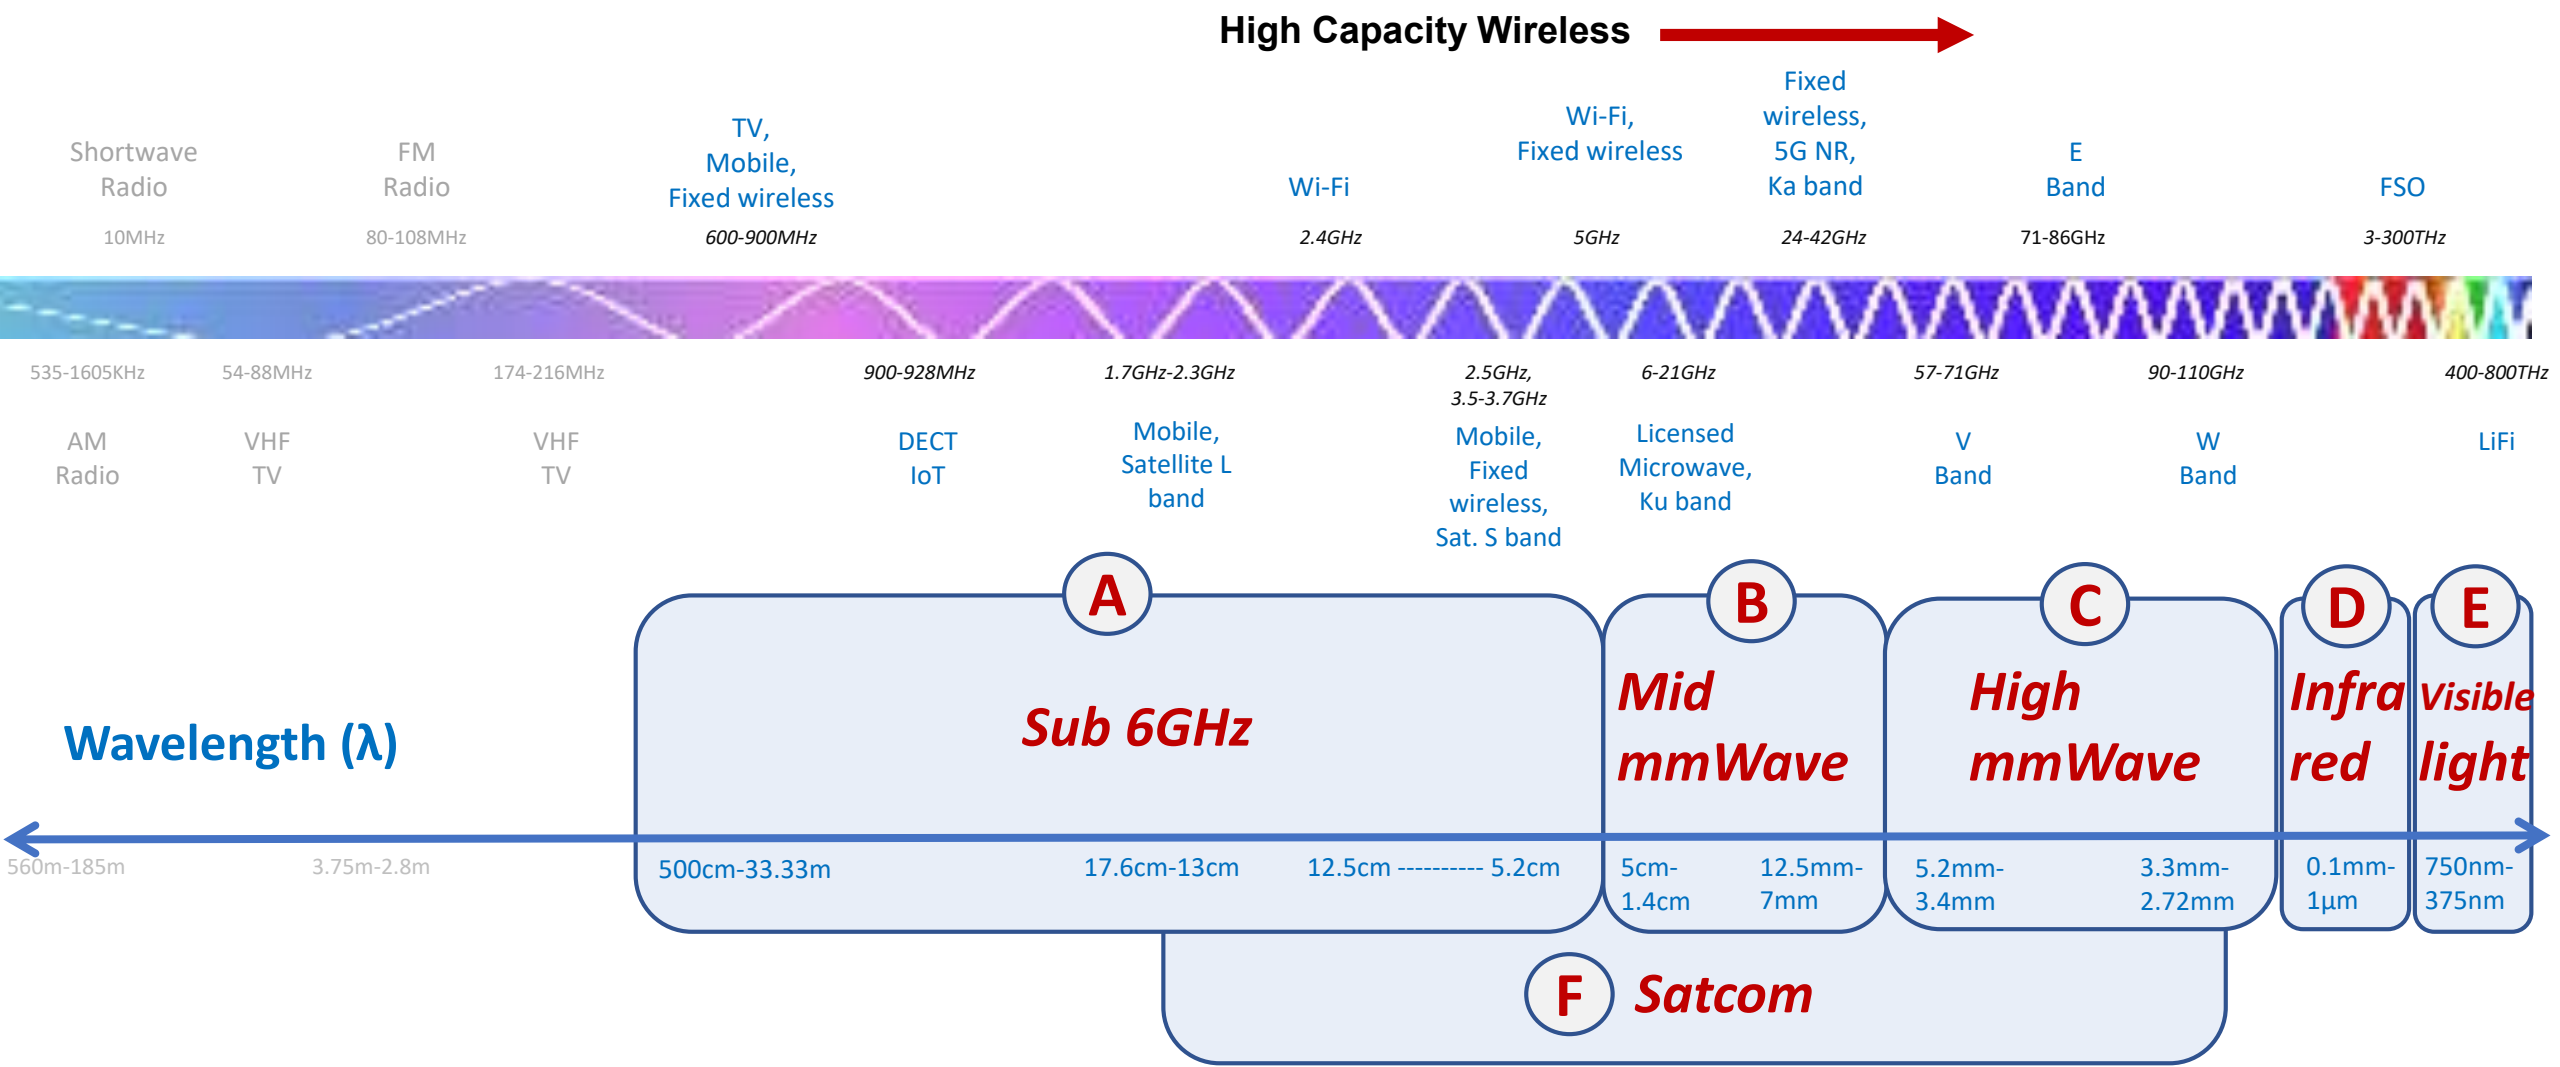 High Capacity Wireless
Shortwave
Radio
10MHz
FM
Radio
80-108MHz
TV,
Mobile,
Fixed wireless
600-900MHz
Wi-Fi
2.4GHz
Wi-Fi,
Fixed wireless
5GHz
Fixed
wireless,
5G NR,
Ka band
24-42GHz
E
Band
71-86GHz
FSO
3-300THz
535-1605KHz
AM
Radio
54-88MHz
VHF
TV
174-216MHz
VHF
TV
900-928MHz
DECT
IoT
1.7GHz-2.3GHz
Mobile,
Satellite L
band
2.5GHz,
3.5-3.7GHz
Mobile,
Fixed
wireless,
Sat. S band
6-21GHz
Licensed
Microwave,
Ku band
57-71GHz
V
Band
90-110GHz
W
Band
400-800THz
LiFi
Wavelength (λ)
A
Sub 6GHz
B
Mid
mmWave
C
High
mmWave
D
Infra
red
E
Visible
light
560m-185m
3.75m-2.8m
500cm-33.33m
17.6cm-13cm
12.5cm ---------- 5.2cm
5cm-
1.4cm
12.5mm-
7mm
5.2mm-
3.4mm
3.3mm-
2.72mm
0.1mm-
1µm
750nm-
375nm
F
Satcom